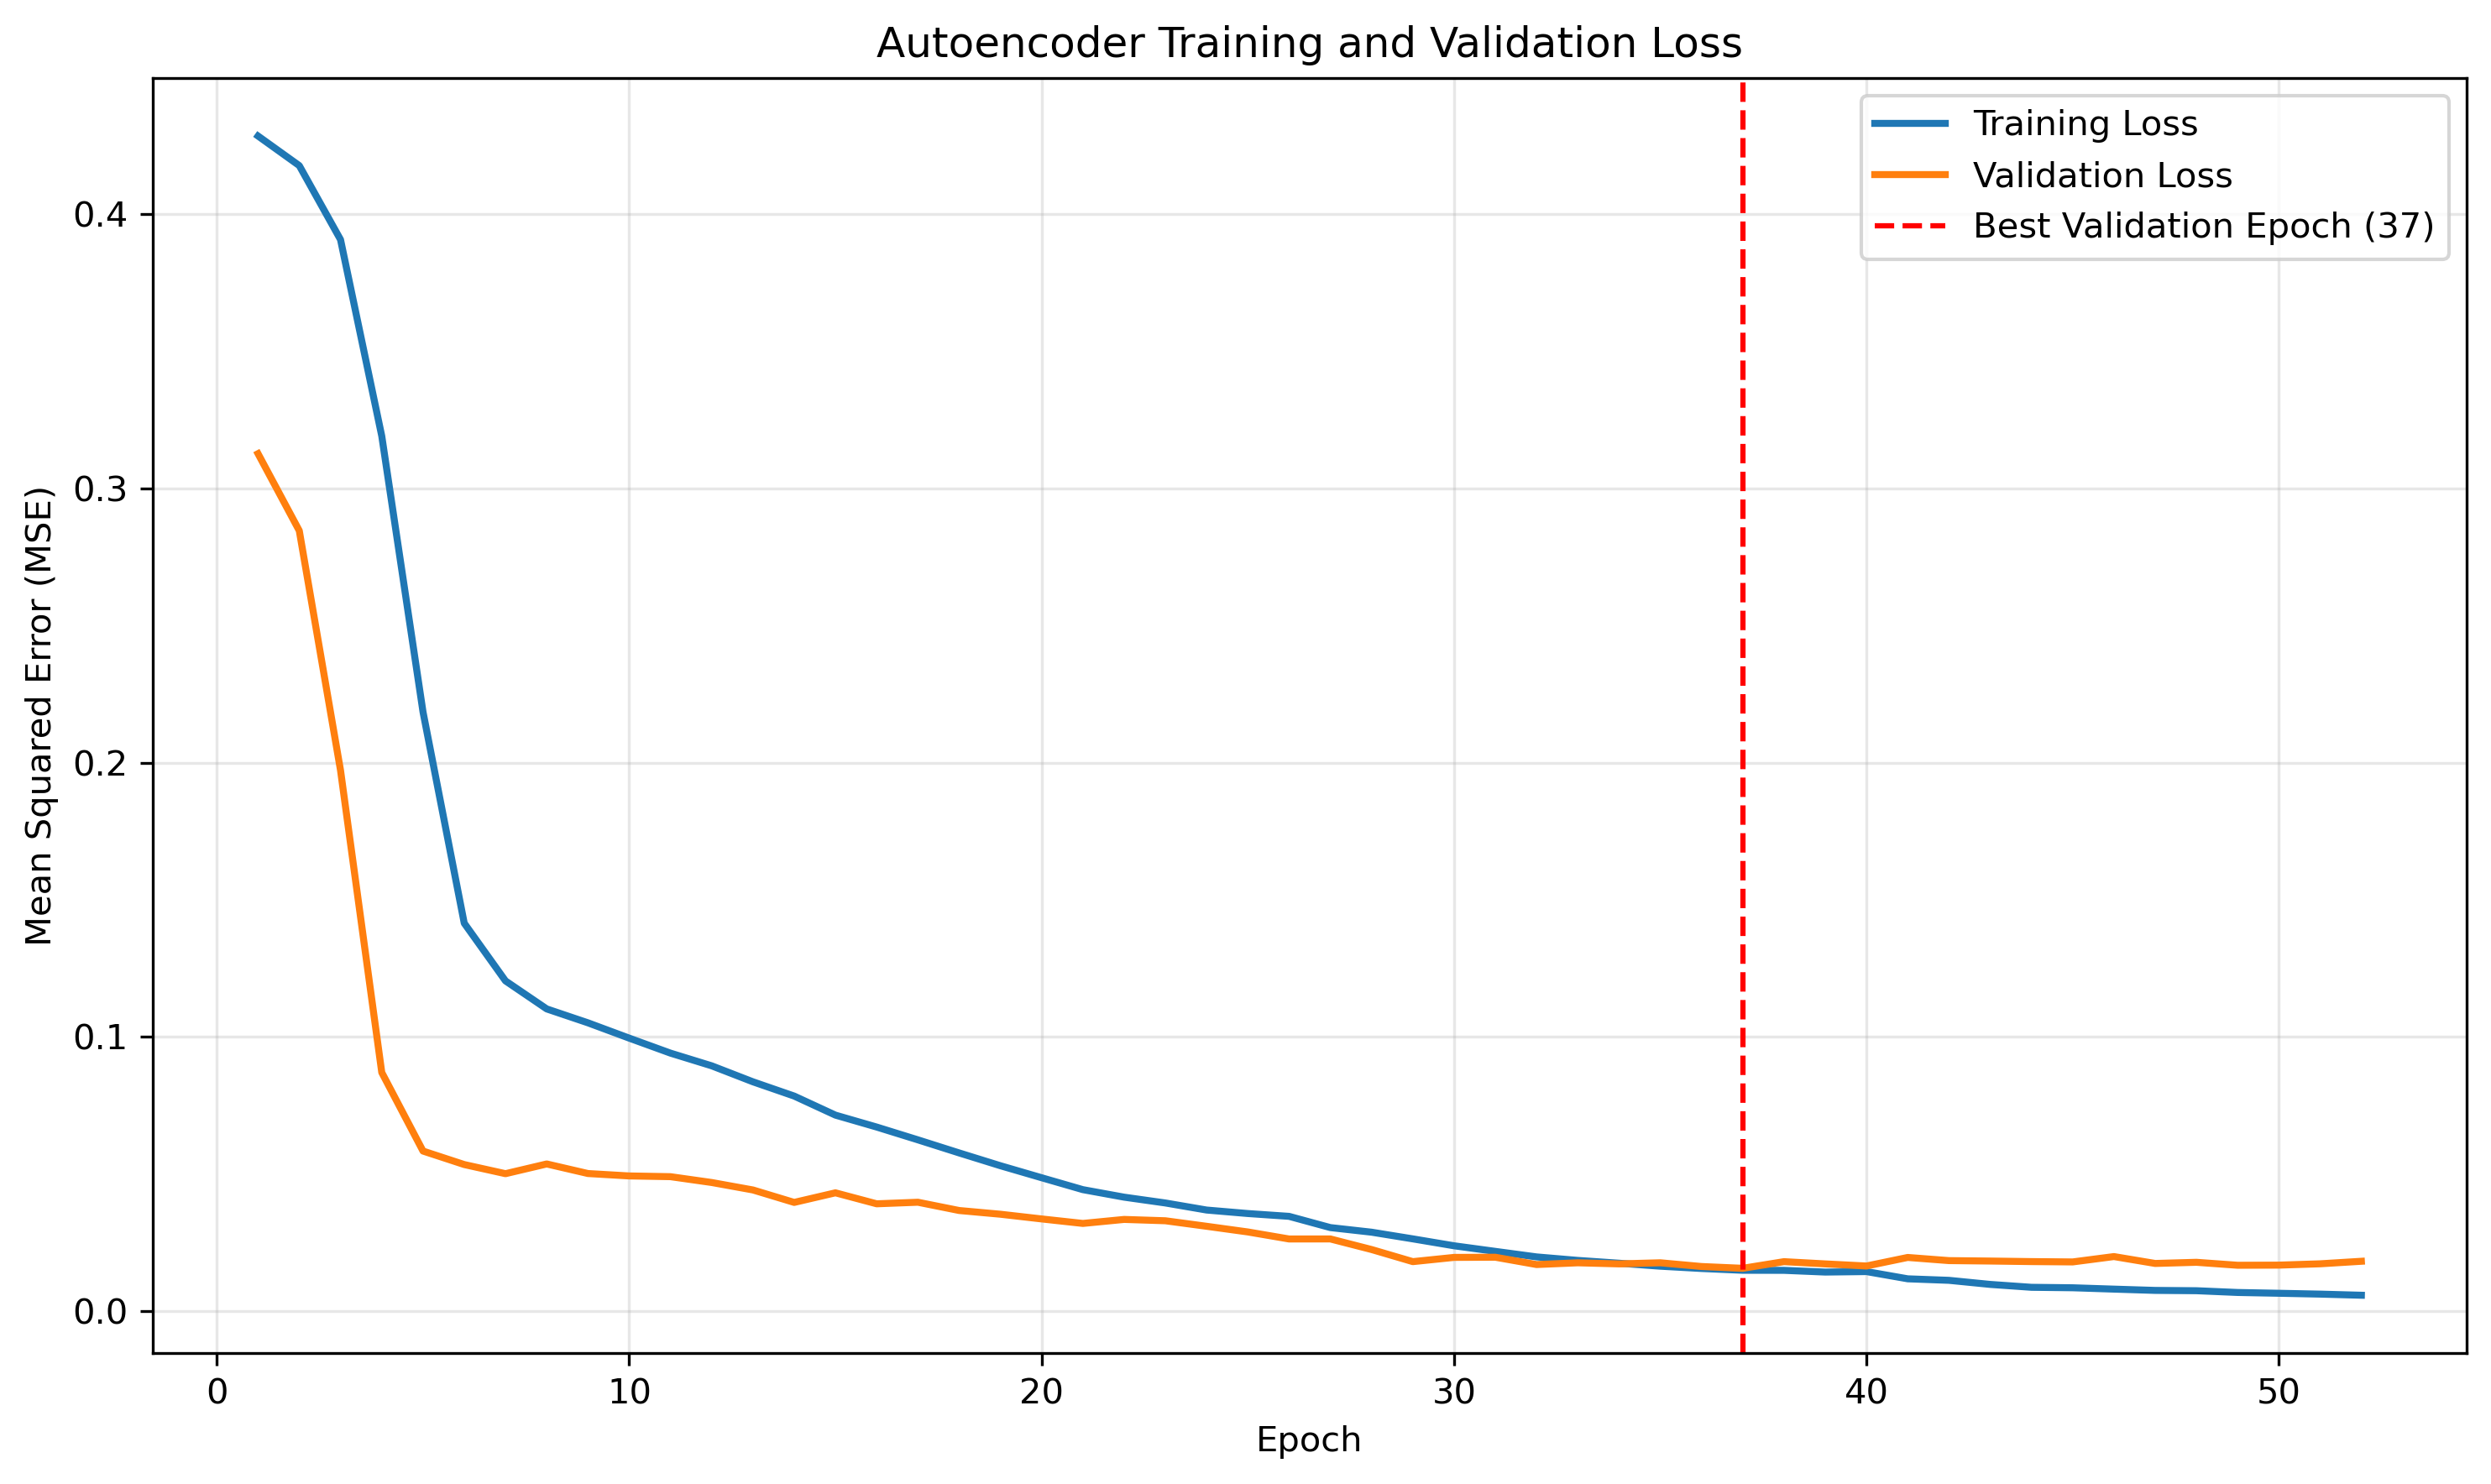 Autoencoder Training and Validation Loss
Training Loss
Validation Loss
Best Validation Epoch (37)
Mean Squared Error (MSE)
0.4
0.3
0.2
0.1
0.0
0 10 20 30 40 50
Epoch